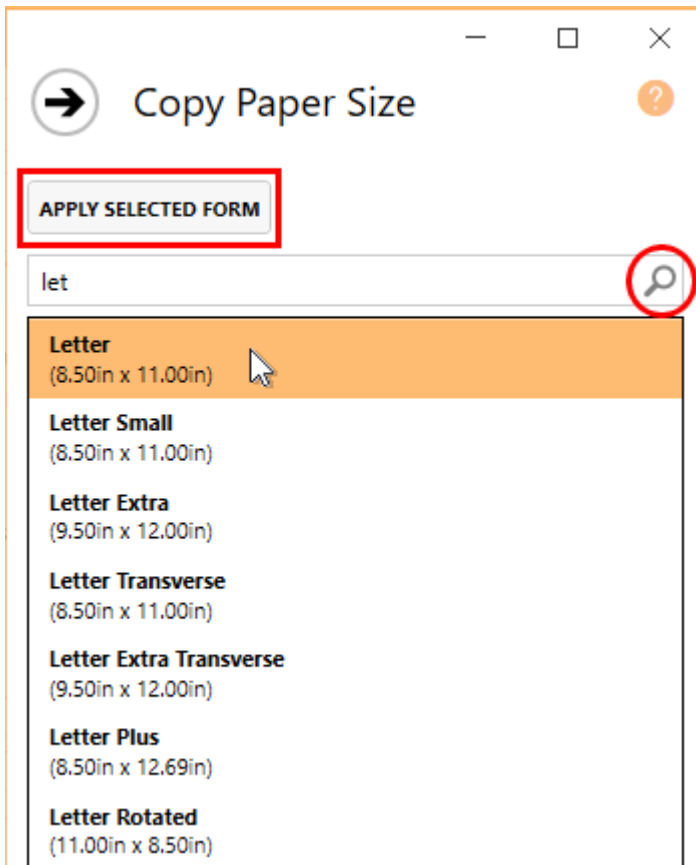 Copy Paper Size
?
APPLY SELECTED FORM
let
Letter
(8.50in x 11.00in)
Letter Small
(8.50in x 11.00in)
Letter Extra
(9.50in x 12.00in)
Letter Transverse
(8.50in x 11.00in)
Letter Extra Transverse
(9.50in x 12.00in)
Letter Plus
(8.50in x 12.69in)
Letter Rotated
(11.00in x 8.50in)